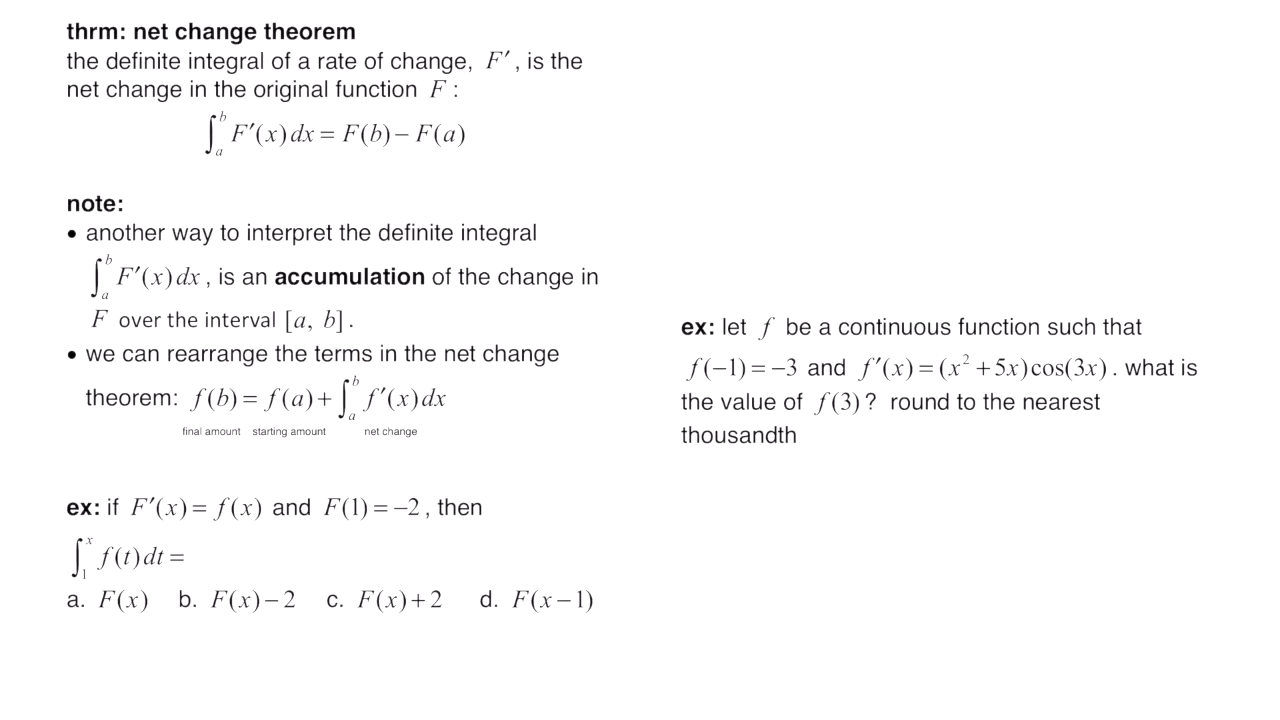 thrm: net change theorem
the definite integral of a rate of change, F′, is the
net change in the original function F :
∫ₐᵇ F′(x) dx = F(b) − F(a)
note:
• another way to interpret the definite integral
∫ₐᵇ F′(x) dx , is an accumulation of the change in
F over the interval [a, b] .
• we can rearrange the terms in the net change
theorem: f(b) = f(a) + ∫ₐᵇ f′(x) dx
final amount starting amount net change
ex: if F′(x) = f(x) and F(1) = −2 , then
∫₁ˣ f(t) dt =
a. F(x) b. F(x) − 2 c. F(x) + 2 d. F(x − 1)
ex: let f be a continuous function such that
f(−1) = −3 and f′(x) = (x² + 5x)cos(3x) . what is
the value of f(3) ? round to the nearest
thousandth